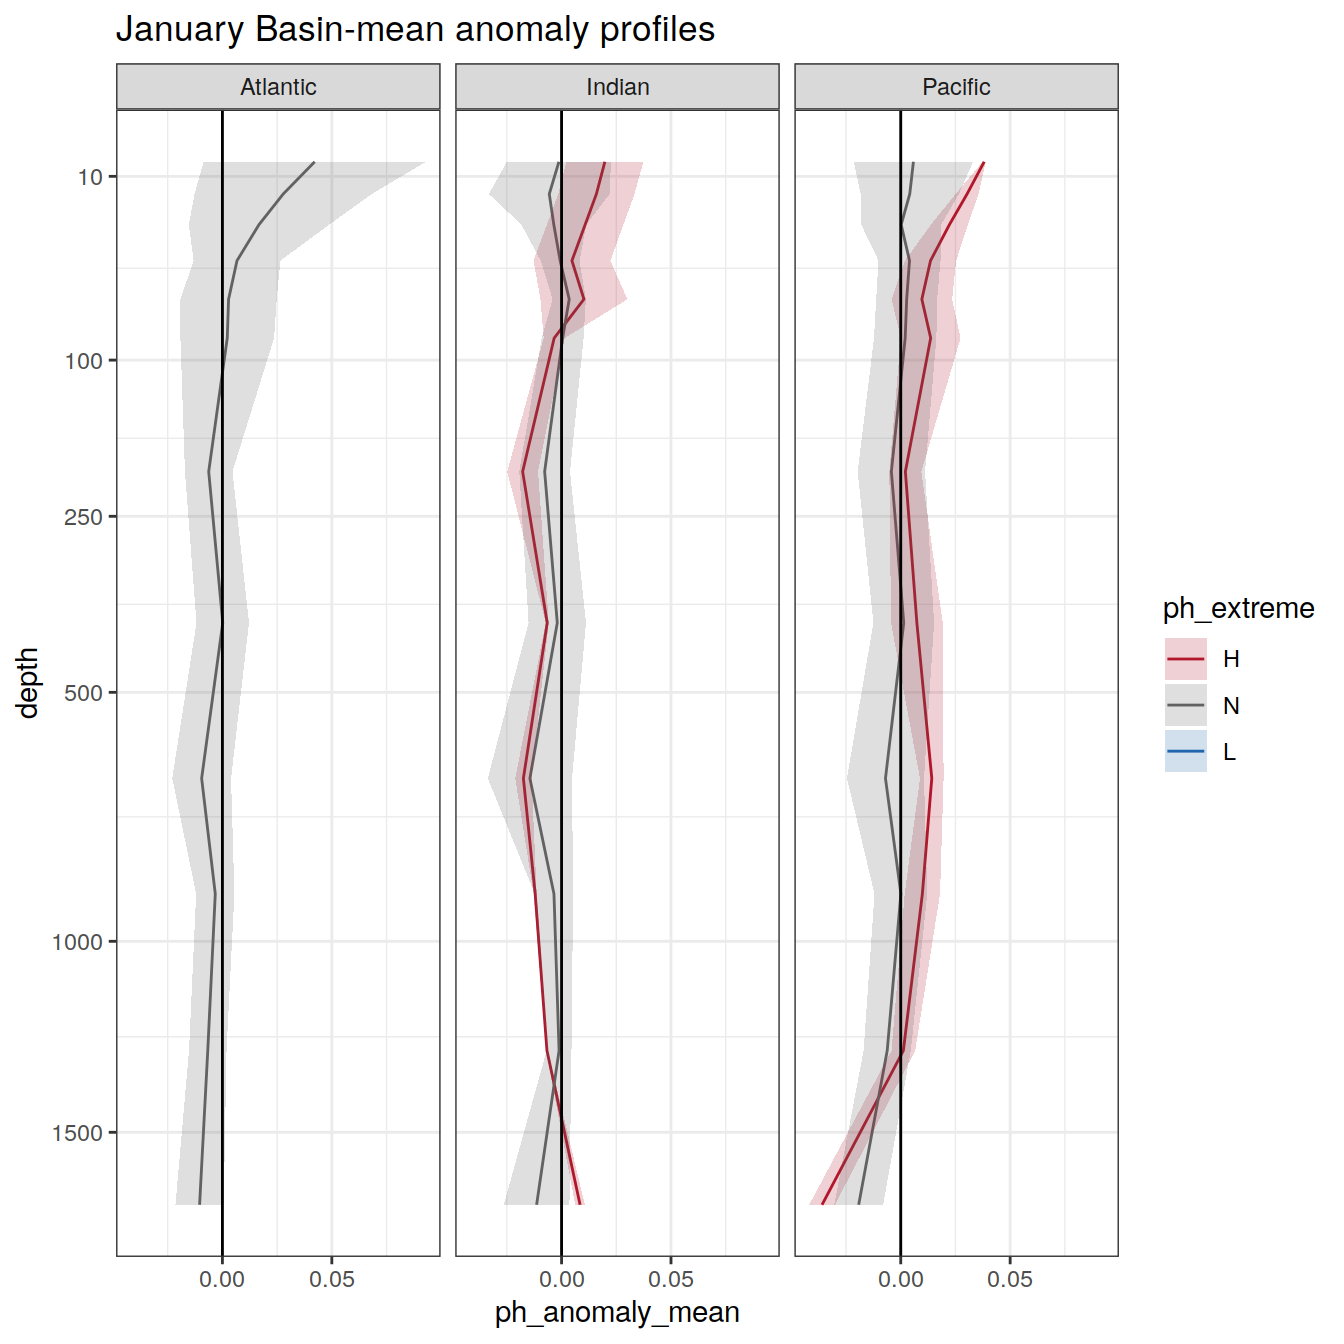 January Basin-mean anomaly profiles
Atlantic
Indian
Pacific
10
100
250
500
1000
1500
depth
0.00
0.05
0.00
0.05
0.00
0.05
ph_anomaly_mean
ph_extreme
H
N
L